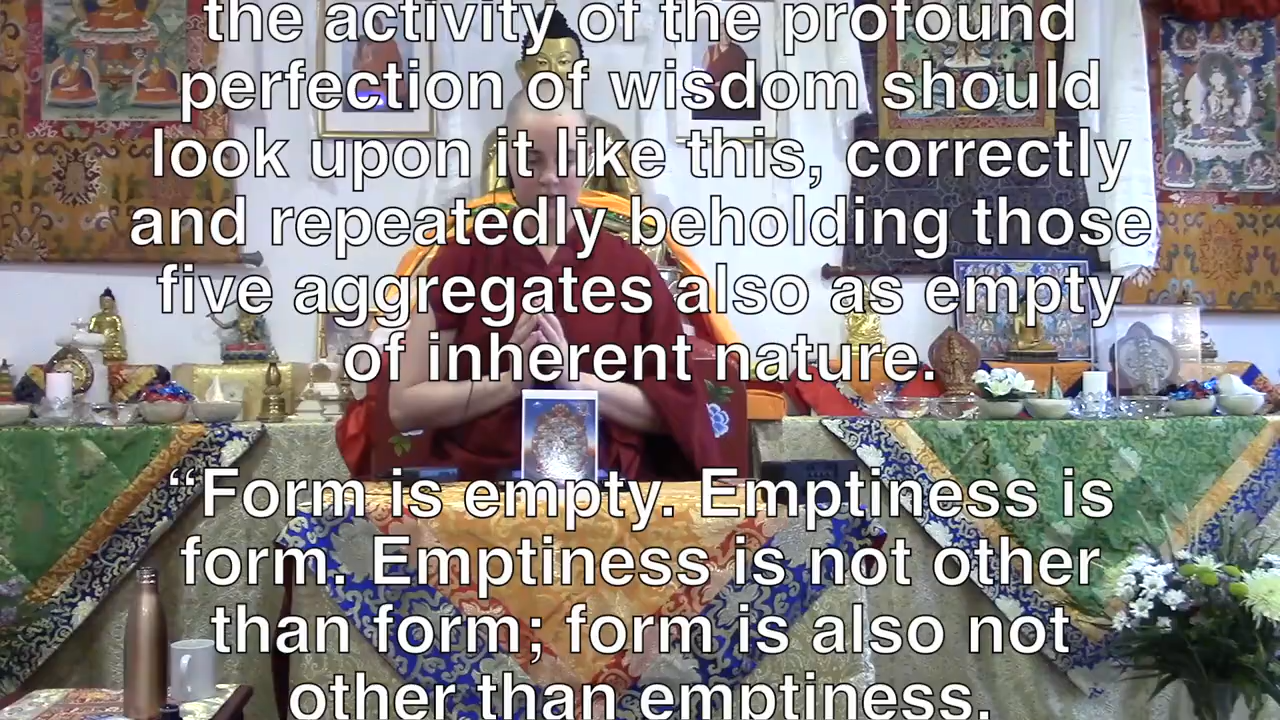 the activity of the profound
perfection of wisdom should
look upon it like this, correctly
and repeatedly beholding those
five aggregates also as empty
of inherent nature.
“Form is empty. Emptiness is
form. Emptiness is not other
than form; form is also not
other than emptiness.